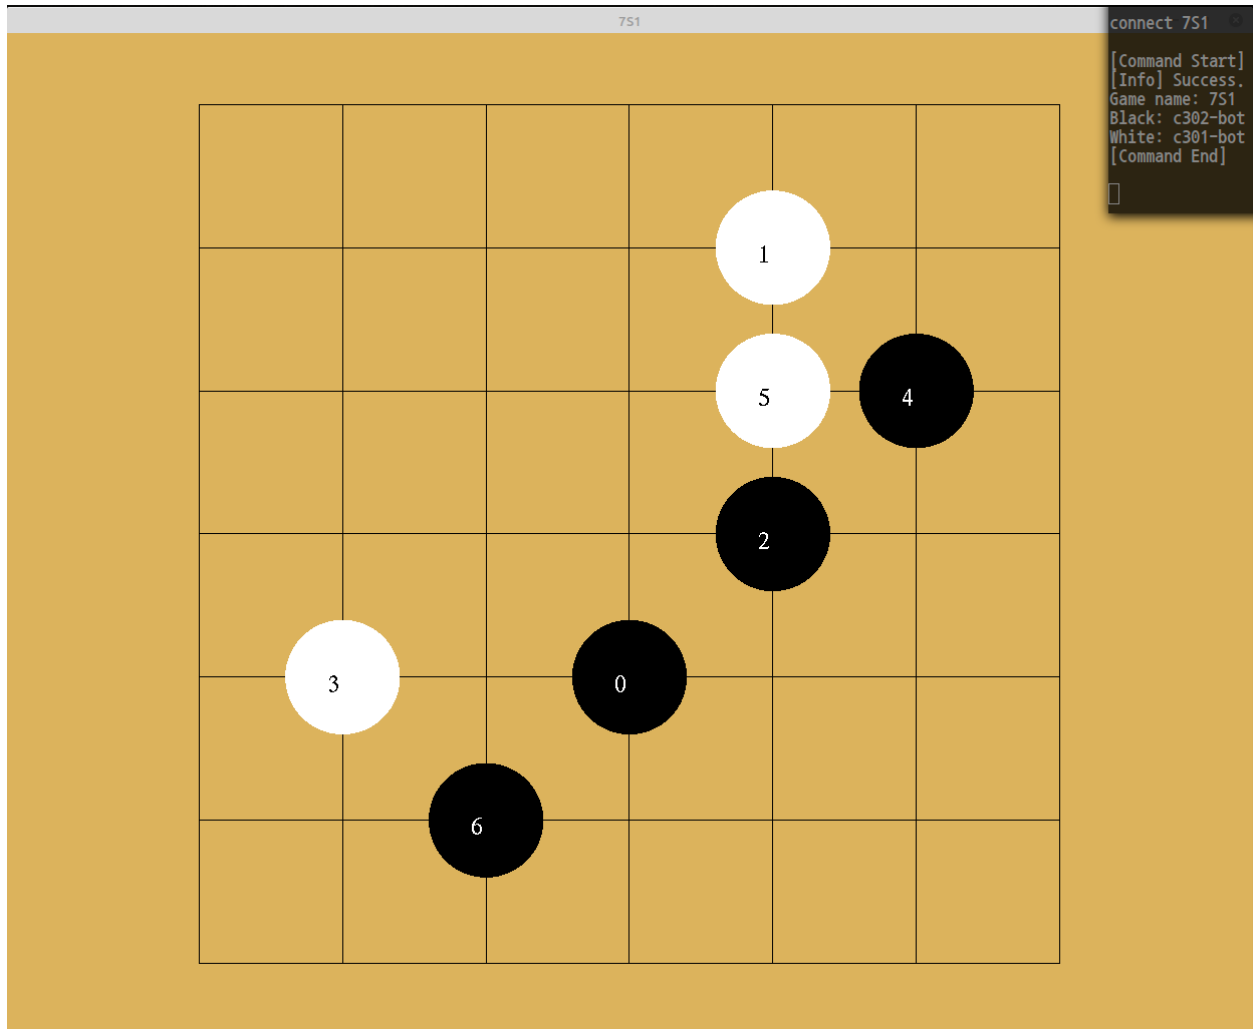 7S1
connect 7S1
[Command Start]
[Info] Success.
Game name: 7S1
Black: c302-bot
White: c301-bot
[Command End]
1
5
4
2
3
0
6